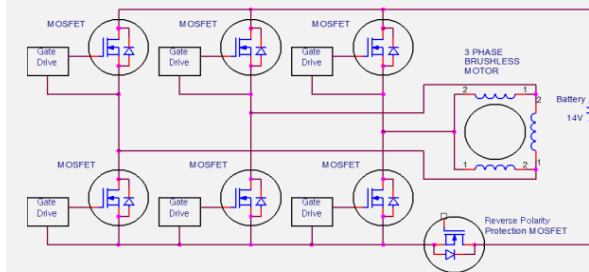 MOSFET
MOSFET
MOSFET
Gate
Drive
Gate
Drive
Gate
Drive
3 PHASE
BRUSHLESS
MOTOR
2
1
2
Battery
14V
MOSFET
MOSFET
MOSFET
1
2
1
Gate
Drive
Gate
Drive
Gate
Drive
Reverse Polarity
Protection MOSFET